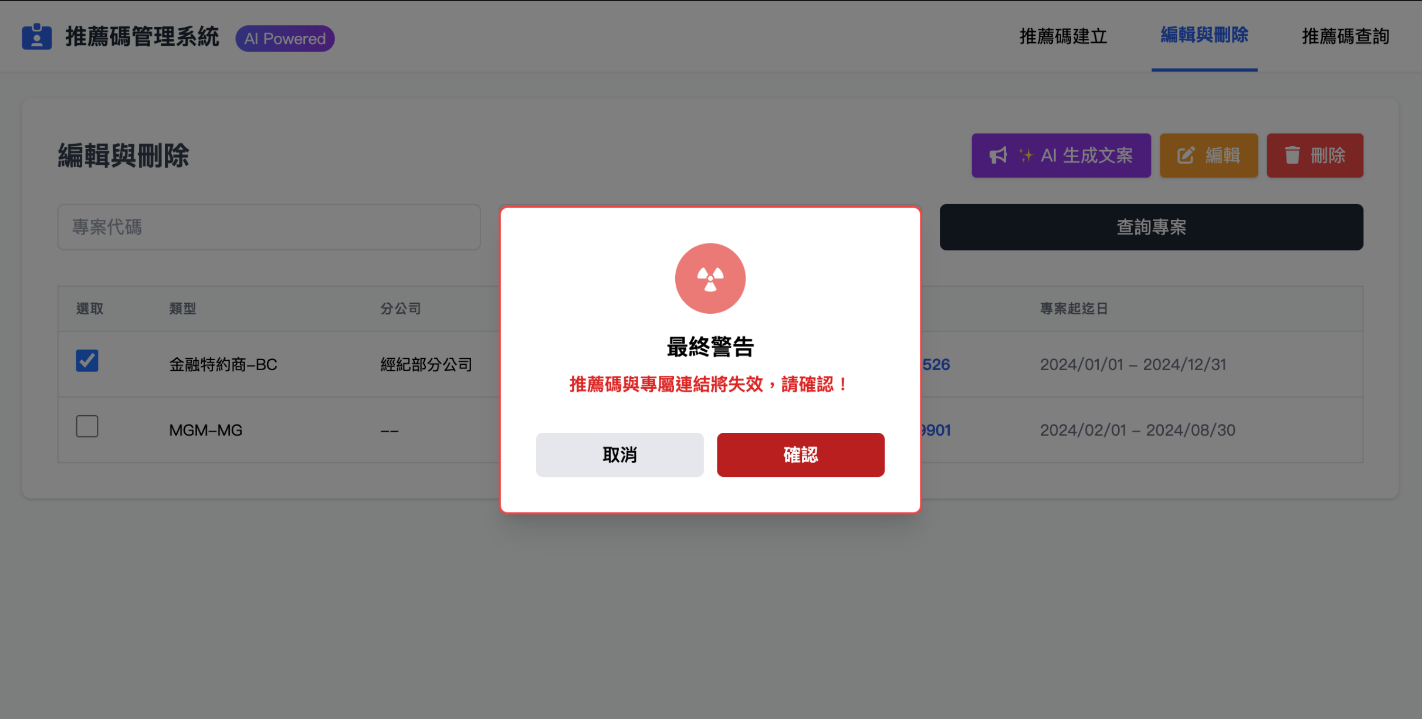 推薦碼管理系統 AI Powered 推薦碼建立 編輯與刪除 推薦碼查詢
編輯與刪除 ✨ AI 生成文案 編輯 刪除
專案代碼 查詢專案
選取 類型 分公司 專案起迄日
金融特約商-BC 經紀部分公司 526 2024/01/01 - 2024/12/31
MGM-MG -- 9901 2024/02/01 - 2024/08/30
最終警告
推薦碼與專屬連結將失效，請確認！
取消 確認